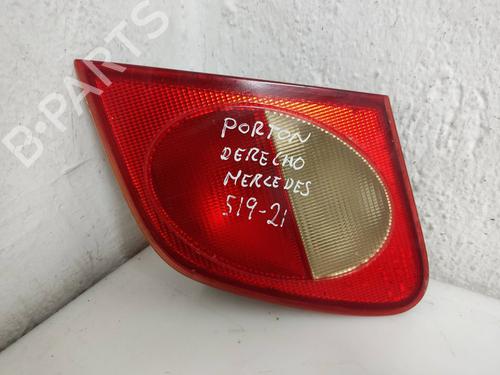 B-PARTS
PORTON
DERECHO
MERCEDES
519-21